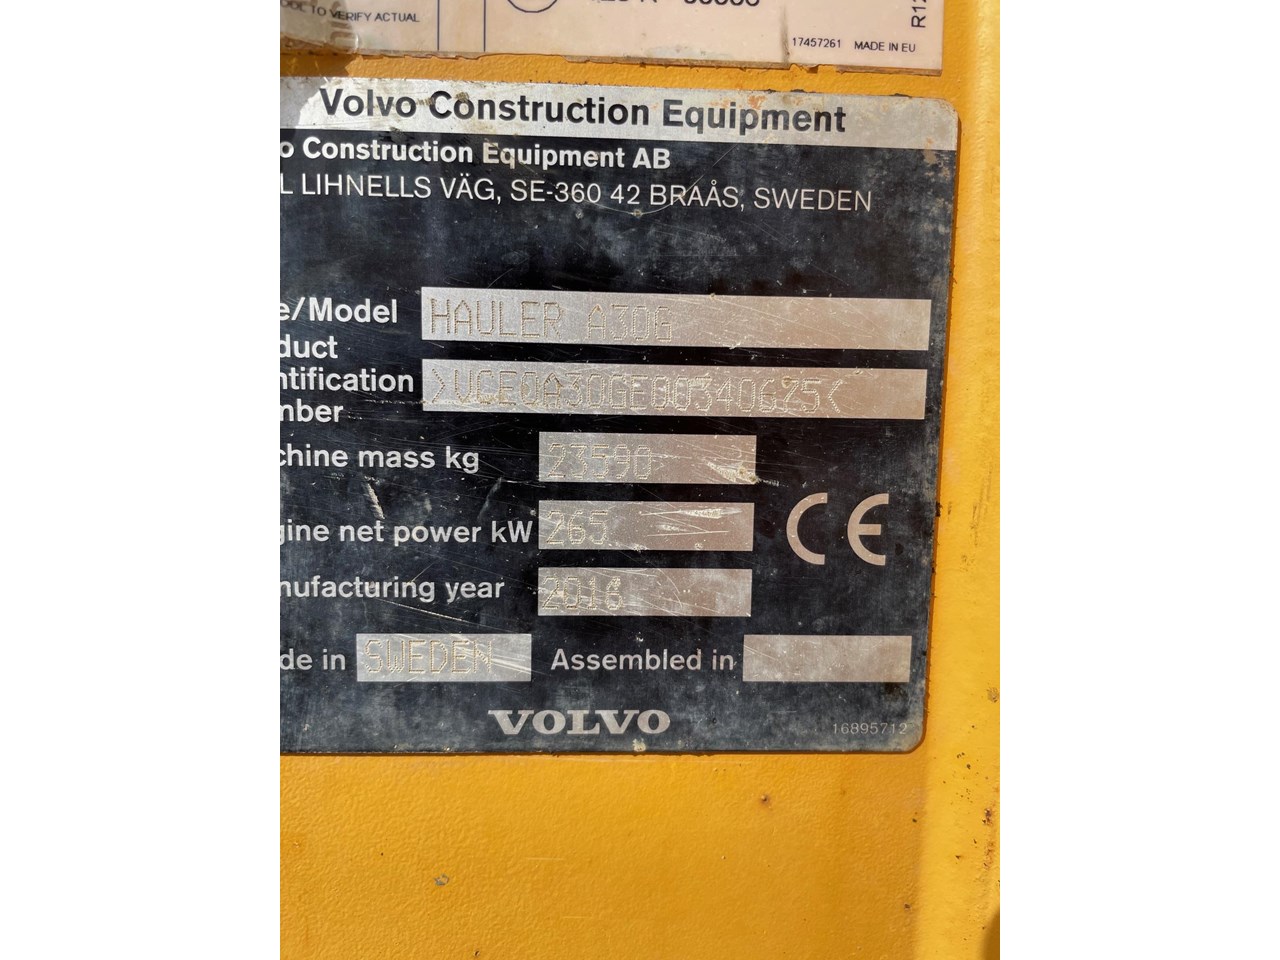 TO VERIFY ACTUAL
17457261 MADE IN EU
R12
Volvo Construction Equipment
o Construction Equipment AB
L LIHNELLS VÄG, SE-360 42 BRAÅS, SWEDEN
e/Model HAULER A30G
duct
ntification >VCE0A30GE00340675<
mber
chine mass kg 23590
gine net power kW 265
nufacturing year 2016
de in SWEDEN Assembled in
CE
VOLVO
16895712